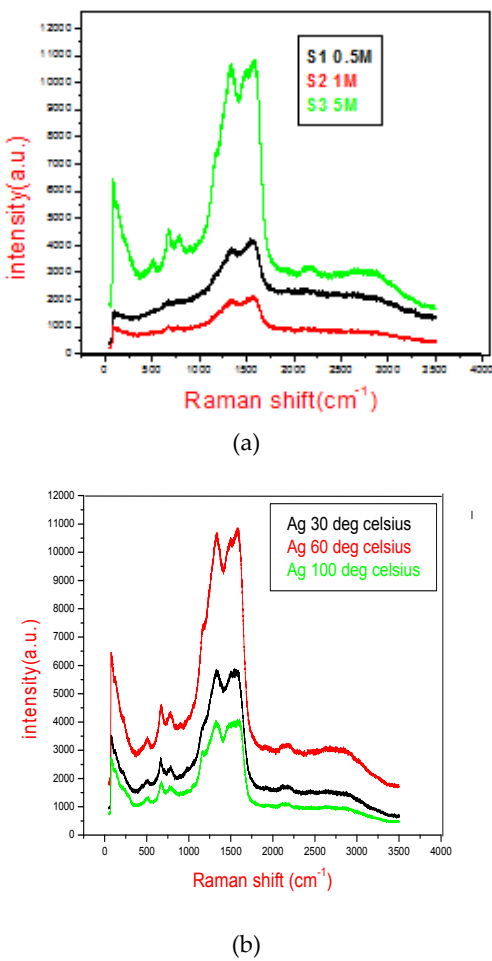 12000
11000
10000
9000
8000
7000
6000
5000
4000
3000
2000
1000
0
intensity(a.u.)
S1 0.5M
S2 1M
S3 5M
0 500 1000 1500 2000 2500 3000 3500 4000
Raman shift(cm⁻¹)
(a)
12000
11000
10000
9000
8000
7000
6000
5000
4000
3000
2000
1000
0
intensity(a.u.)
Ag 30 deg celsius
Ag 60 deg celsius
Ag 100 deg celsius
0 500 1000 1500 2000 2500 3000 3500 4000
Raman shift (cm⁻¹)
(b)